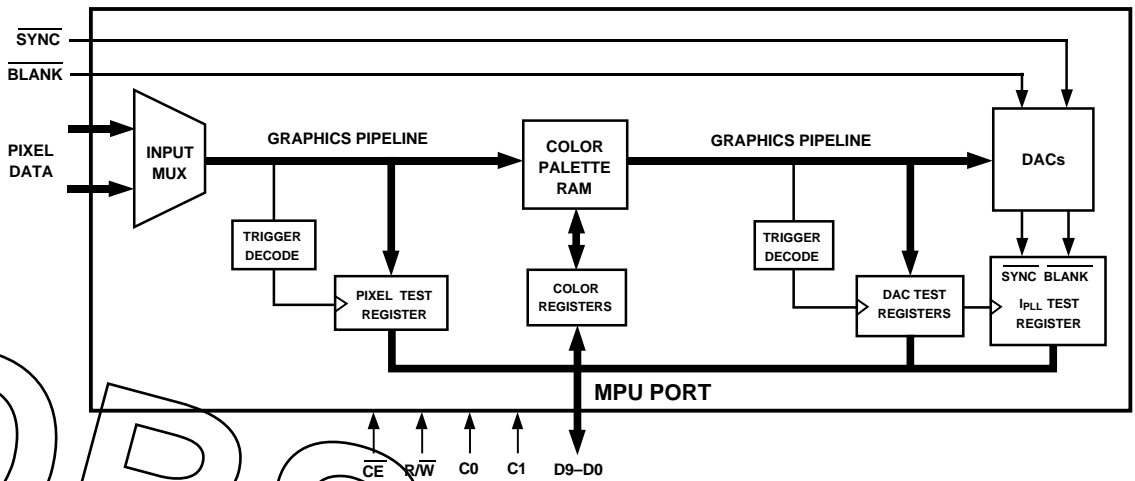 SYNC
BLANK
PIXEL
DATA
INPUT
MUX
GRAPHICS PIPELINE
COLOR
PALETTE
RAM
GRAPHICS PIPELINE
DACs
TRIGGER
DECODE
TRIGGER
DECODE
PIXEL TEST
REGISTER
COLOR
REGISTERS
DAC TEST
REGISTERS
SYNC BLANK
IPLL TEST
REGISTER
MPU PORT
CE R/W C0 C1 D9–D0